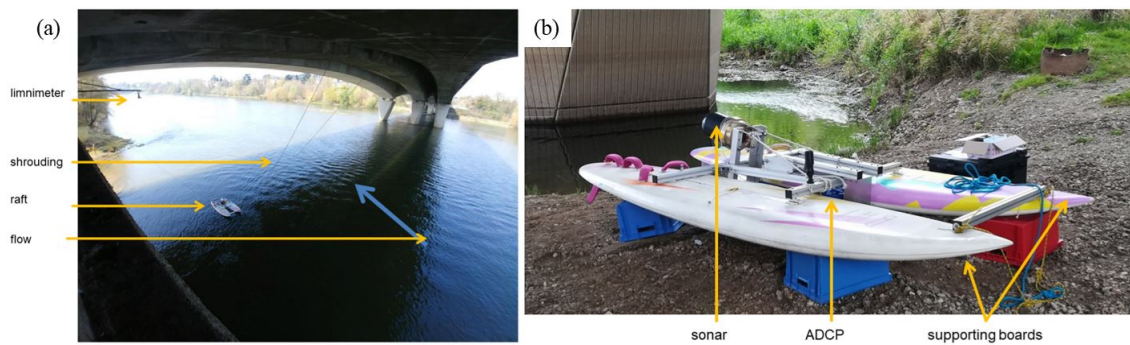 (a)
limnimeter
shrouding
raft
flow
(b)
sonar
ADCP
supporting boards